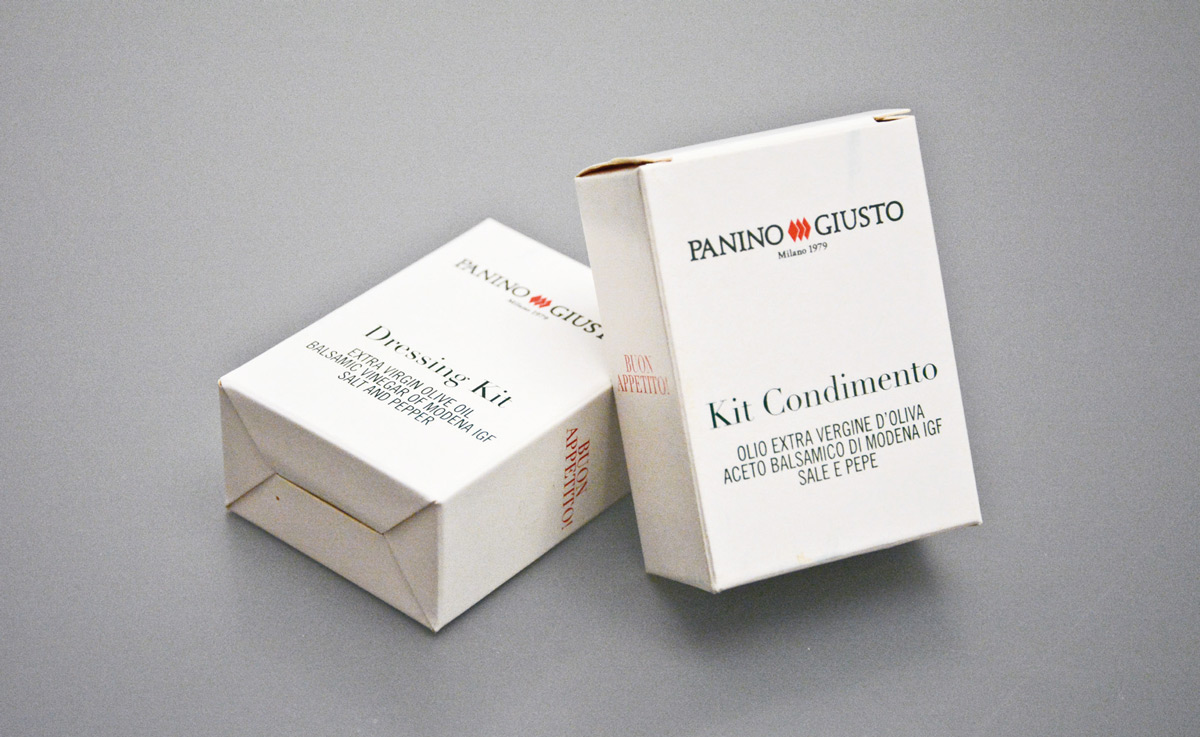 PANINO GIUSTO
Milano 1979
Dressing Kit
EXTRA VIRGIN OLIVE OIL
BALSAMIC VINEGAR OF MODENA IGF
SALT AND PEPPER
BUON
APPETITO!
PANINO GIUSTO
Milano 1979
Kit Condimento
OLIO EXTRA VERGINE D'OLIVA
ACETO BALSAMICO DI MODENA IGF
SALE E PEPE
BUON
APPETITO!